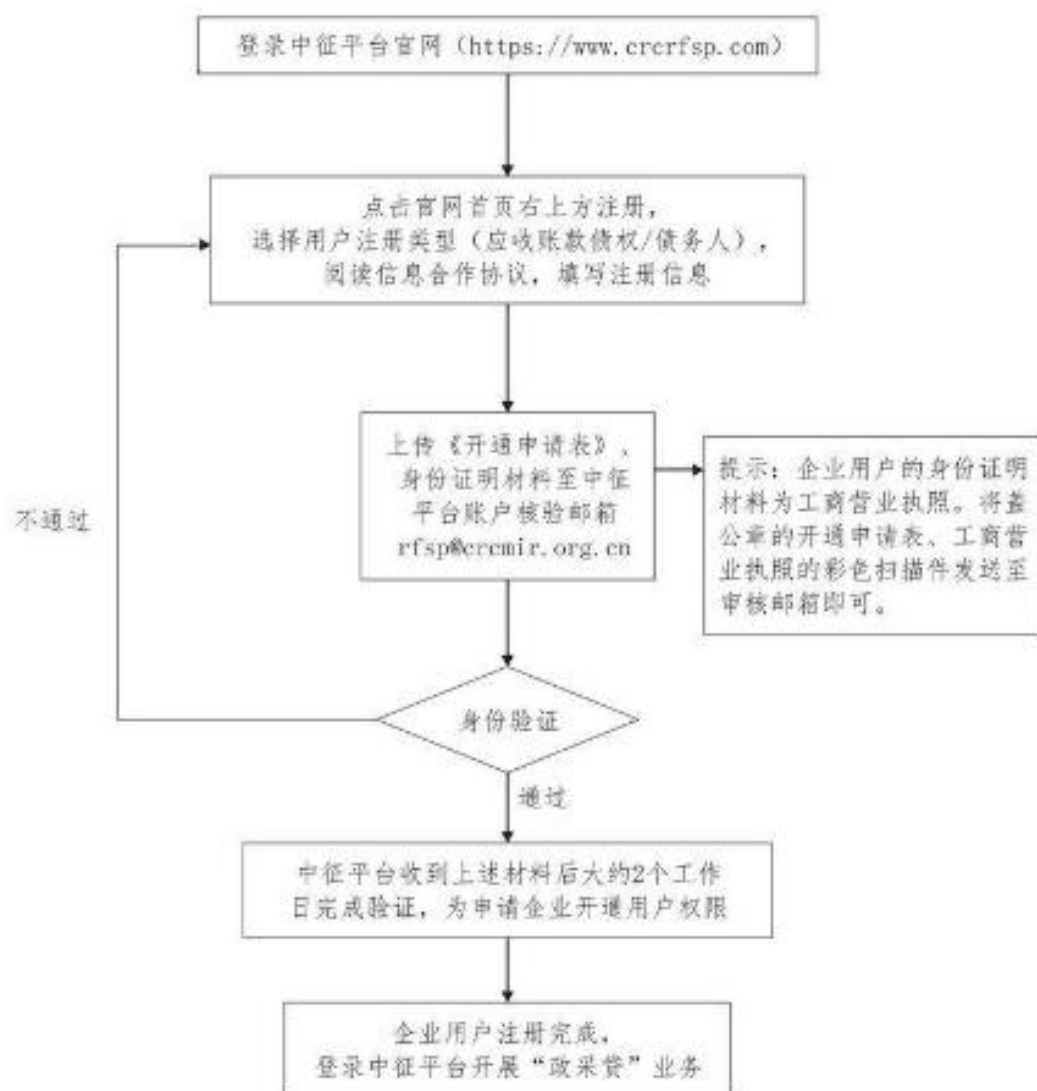 登录中征平台官网（https://www.crcrfsp.com）
点击官网首页右上方注册，
选择用户注册类型（应收账款债权/债务人），
阅读信息合作协议，填写注册信息
上传《开通申请表》、
身份证明材料至中征
平台账户核验邮箱
rfsp@crcmir.org.cn
提示：企业用户的身份证明
材料为工商营业执照。将盖
公章的开通申请表、工商营
业执照的彩色扫描件发送至
审核邮箱即可。
不通过
身份验证
通过
中征平台收到上述材料后大约2个工作
日完成验证，为申请企业开通用户权限
企业用户注册完成，
登录中征平台开展“政采贷”业务